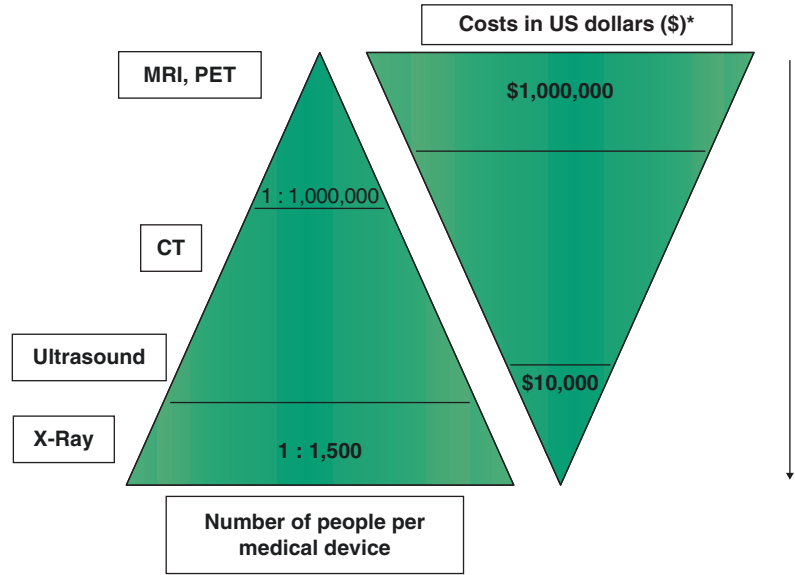 Costs in US dollars ($)*
MRI, PET
$1,000,000
1 : 1,000,000
CT
Ultrasound
$10,000
X-Ray
1 : 1,500
Number of people per
medical device